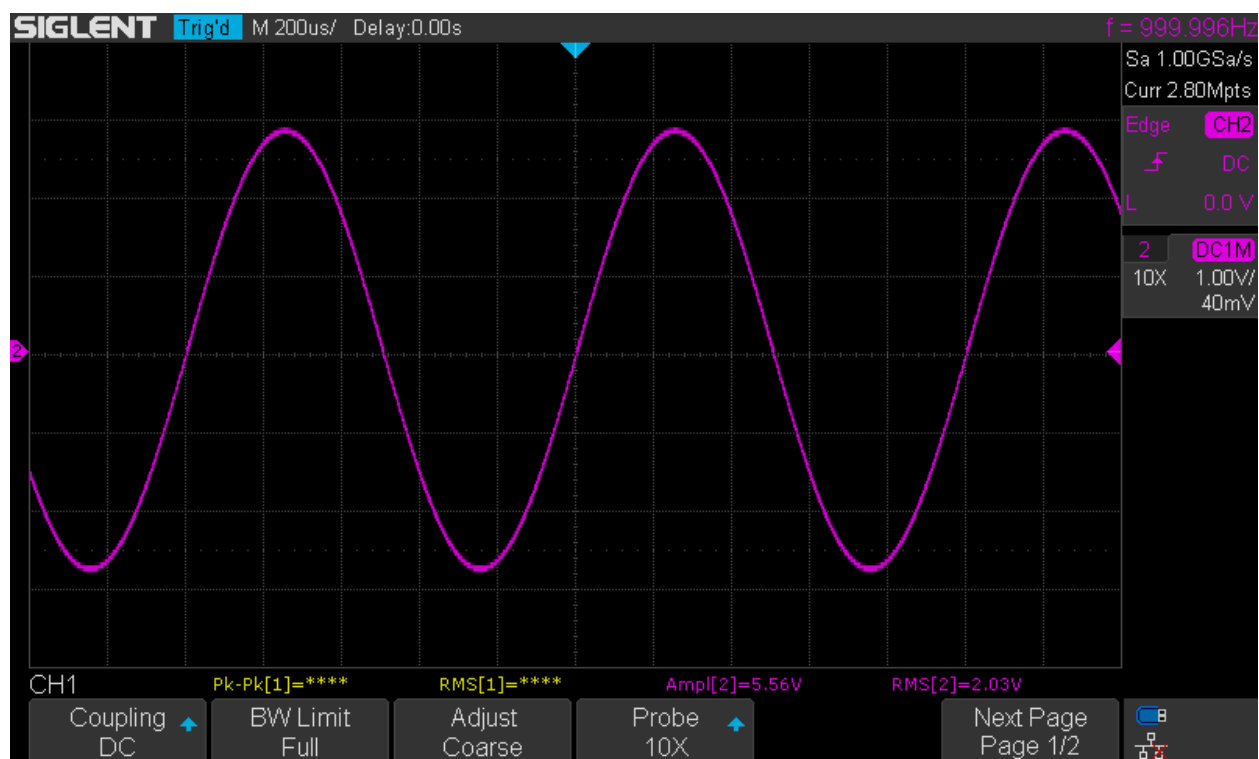 SIGLENT Trig'd M 200us/ Delay:0.00s f = 999.996Hz
Sa 1.00GSa/s
Curr 2.80Mpts
Edge CH2
DC
L 0.0 V
2 DC1M
10X 1.00V/
40mV
2
CH1 Pk-Pk[1]=**** RMS[1]=**** Ampl[2]=5.56V RMS[2]=2.03V
Coupling BW Limit Adjust Probe Next Page
DC Full Coarse 10X Page 1/2